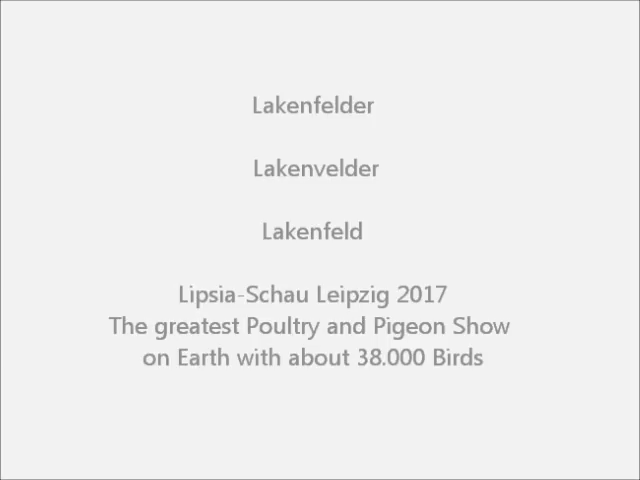 Lakenfelder
Lakenvelder
Lakenfeld
Lipsia-Schau Leipzig 2017
The greatest Poultry and Pigeon Show
on Earth with about 38.000 Birds